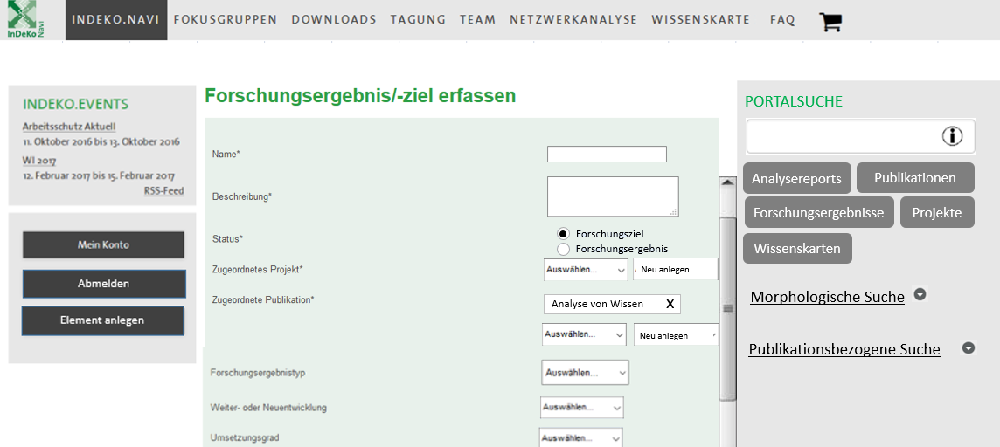 InDeKo
Navi
INDEKO.NAVI FOKUSGRUPPEN DOWNLOADS TAGUNG TEAM NETZWERKANALYSE WISSENSKARTE FAQ
INDEKO.EVENTS
Arbeitsschutz Aktuell
11. Oktober 2016 bis 13. Oktober 2016
WI 2017
12. Februar 2017 bis 15. Februar 2017
RSS-Feed
Mein Konto
Abmelden
Element anlegen
Forschungsergebnis/-ziel erfassen
Name*
Beschreibung*
Status*
Forschungsziel
Forschungsergebnis
Zugeordnetes Projekt* Auswählen... Neu anlegen
Zugeordnete Publikation* Analyse von Wissen X
Auswählen... Neu anlegen
Forschungsergebnistyp Auswählen...
Weiter- oder Neuentwicklung Auswählen...
Umsetzungsgrad Auswählen...
PORTALSUCHE
i
Analysereports Publikationen
Forschungsergebnisse Projekte
Wissenskarten
Morphologische Suche
Publikationsbezogene Suche